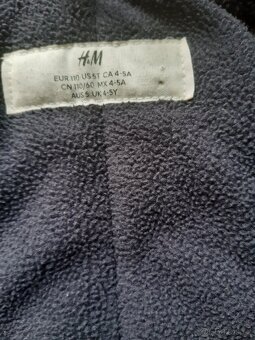 H&M
EUR 110 US 5T CA 4-5A
CN 110/60 MX 4-5A
AUS 5 UK 4-5Y